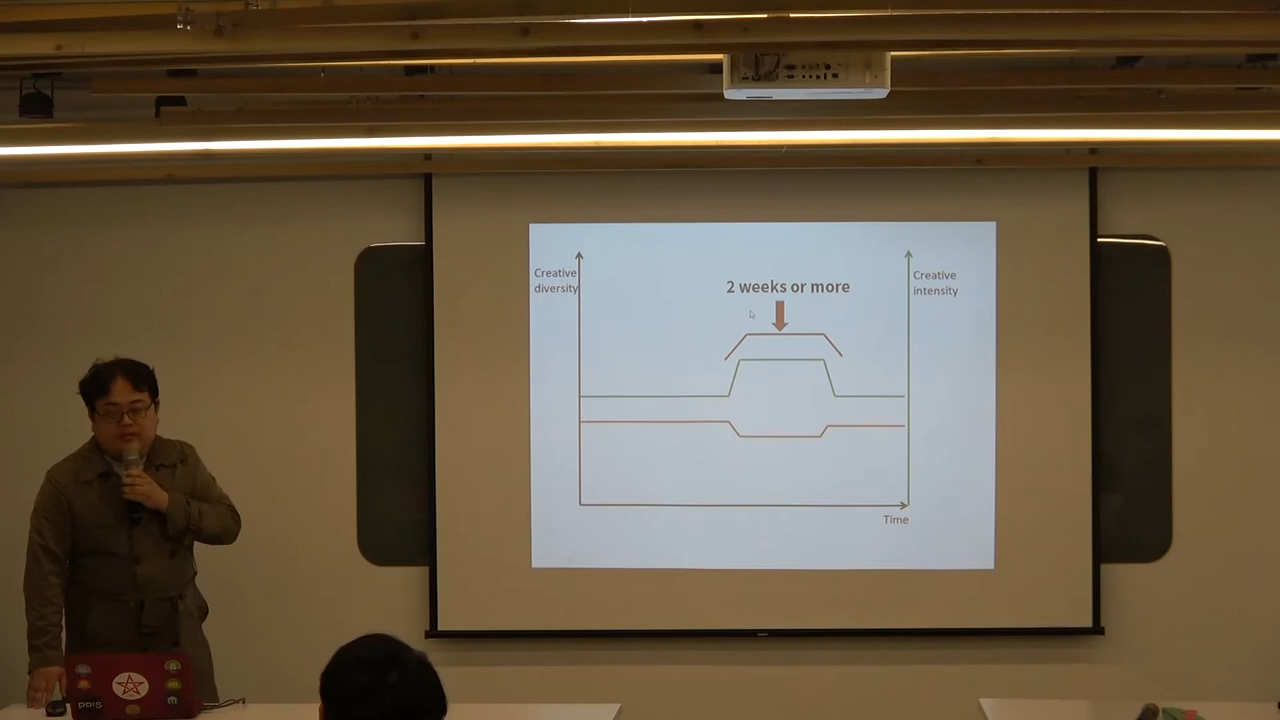 Creative
diversity
2 weeks or more
Creative
intensity
Time